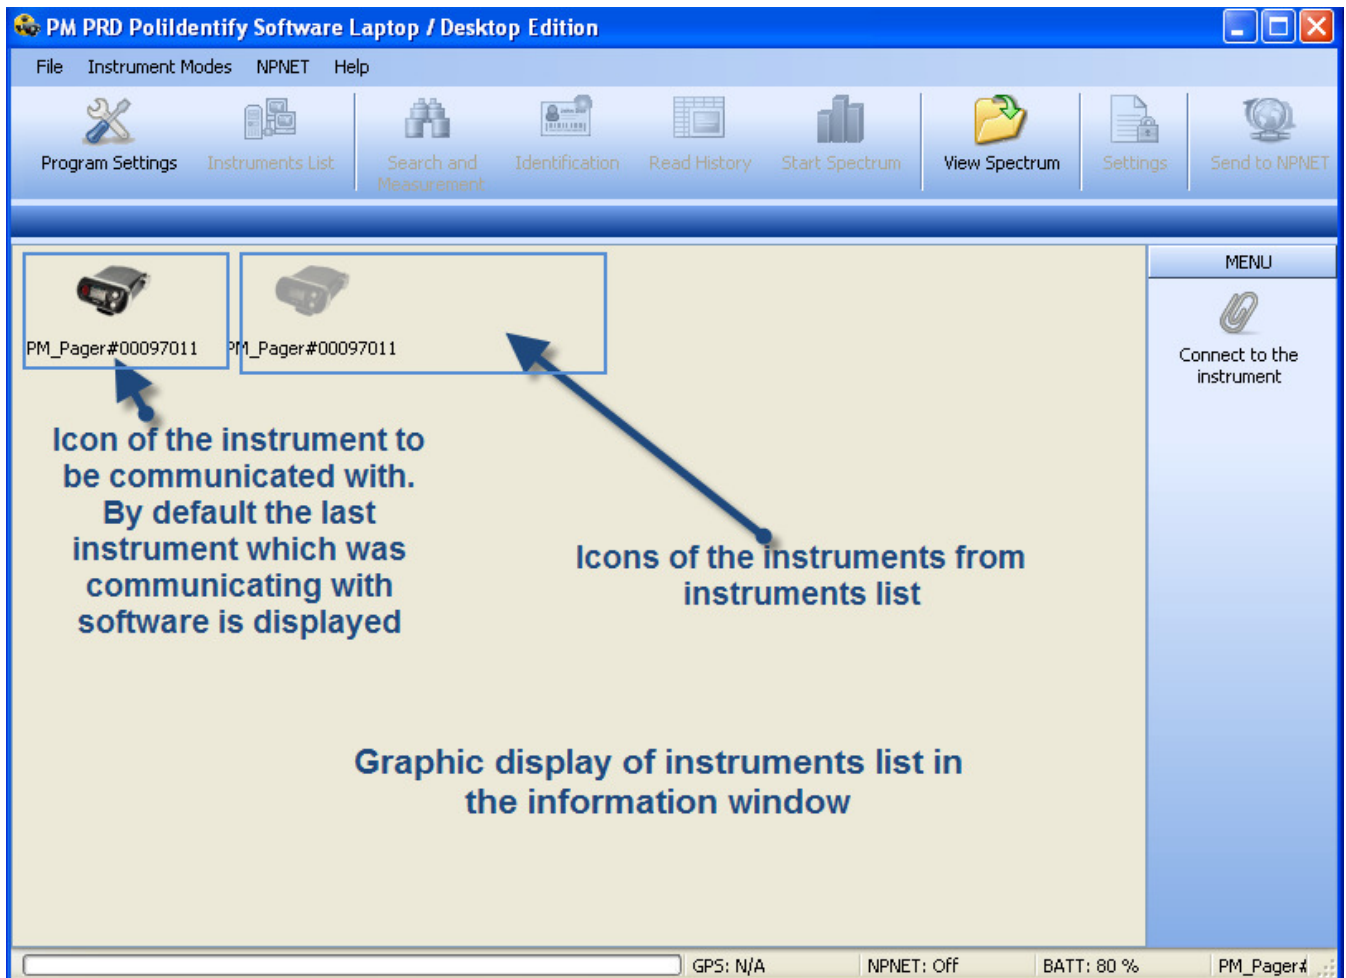 PM PRD PoliIdentify Software Laptop / Desktop Edition
File Instrument Modes NPNET Help
Program Settings
Instruments List
Search and
Measurement
Identification
Read History
Start Spectrum
View Spectrum
Settings
Send to NPNET
MENU
Connect to the
instrument
PM_Pager#00097011
PM_Pager#00097011
Icon of the instrument to
be communicated with.
By default the last
instrument which was
communicating with
software is displayed
Icons of the instruments from
instruments list
Graphic display of instruments list in
the information window
GPS: N/A
NPNET: Off
BATT: 80 %
PM_Pager#